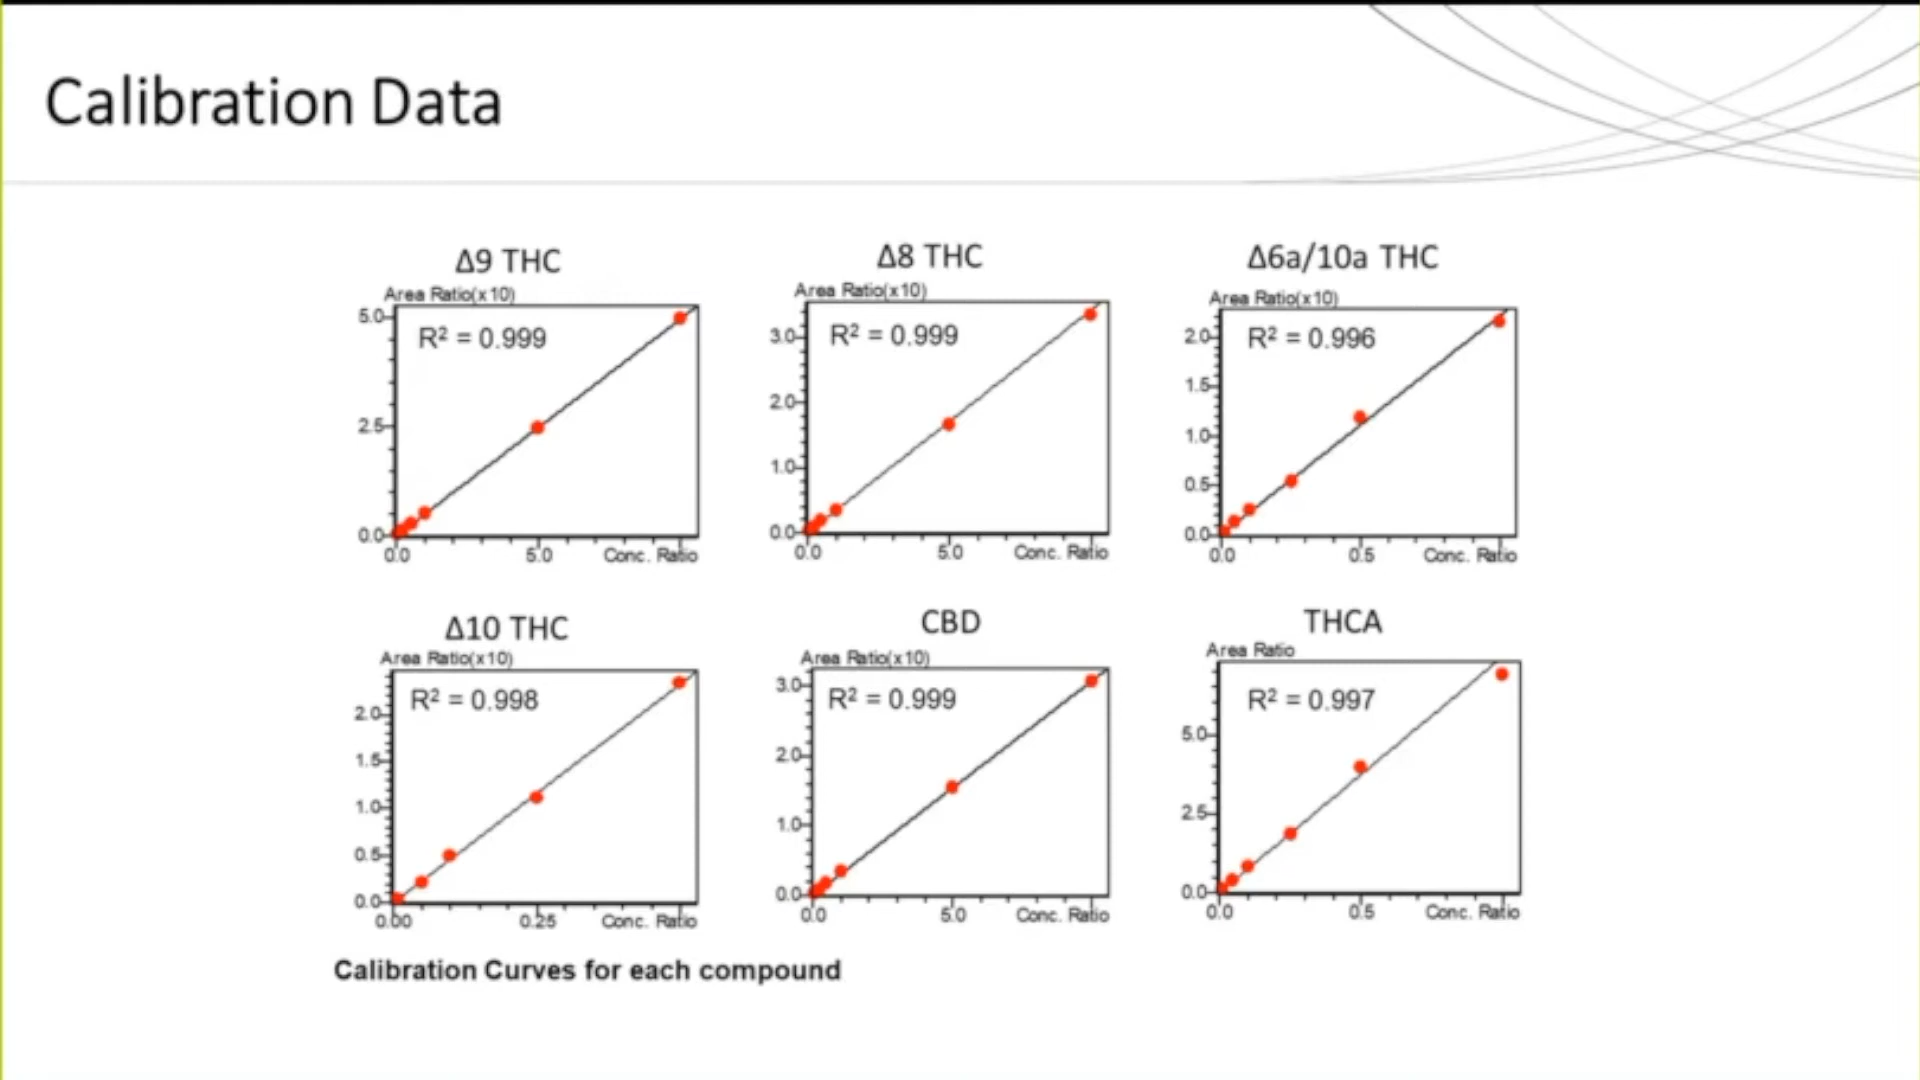 Calibration Data
Δ9 THC
Area Ratio(x10)
R² = 0.999
5.0
2.5
0.0
0.0 5.0 Conc. Ratio
Δ8 THC
Area Ratio(x10)
R² = 0.999
3.0
2.0
1.0
0.0
0.0 5.0 Conc. Ratio
Δ6a/10a THC
Area Ratio(x10)
R² = 0.996
2.0
1.5
1.0
0.5
0.0
0.0 0.5 Conc. Ratio
Δ10 THC
Area Ratio(x10)
R² = 0.998
2.0
1.5
1.0
0.5
0.0
0.00 0.25 Conc. Ratio
CBD
Area Ratio(x10)
R² = 0.999
3.0
2.0
1.0
0.0
0.0 5.0 Conc. Ratio
THCA
Area Ratio
R² = 0.997
5.0
2.5
0.0
0.0 0.5 Conc. Ratio
Calibration Curves for each compound